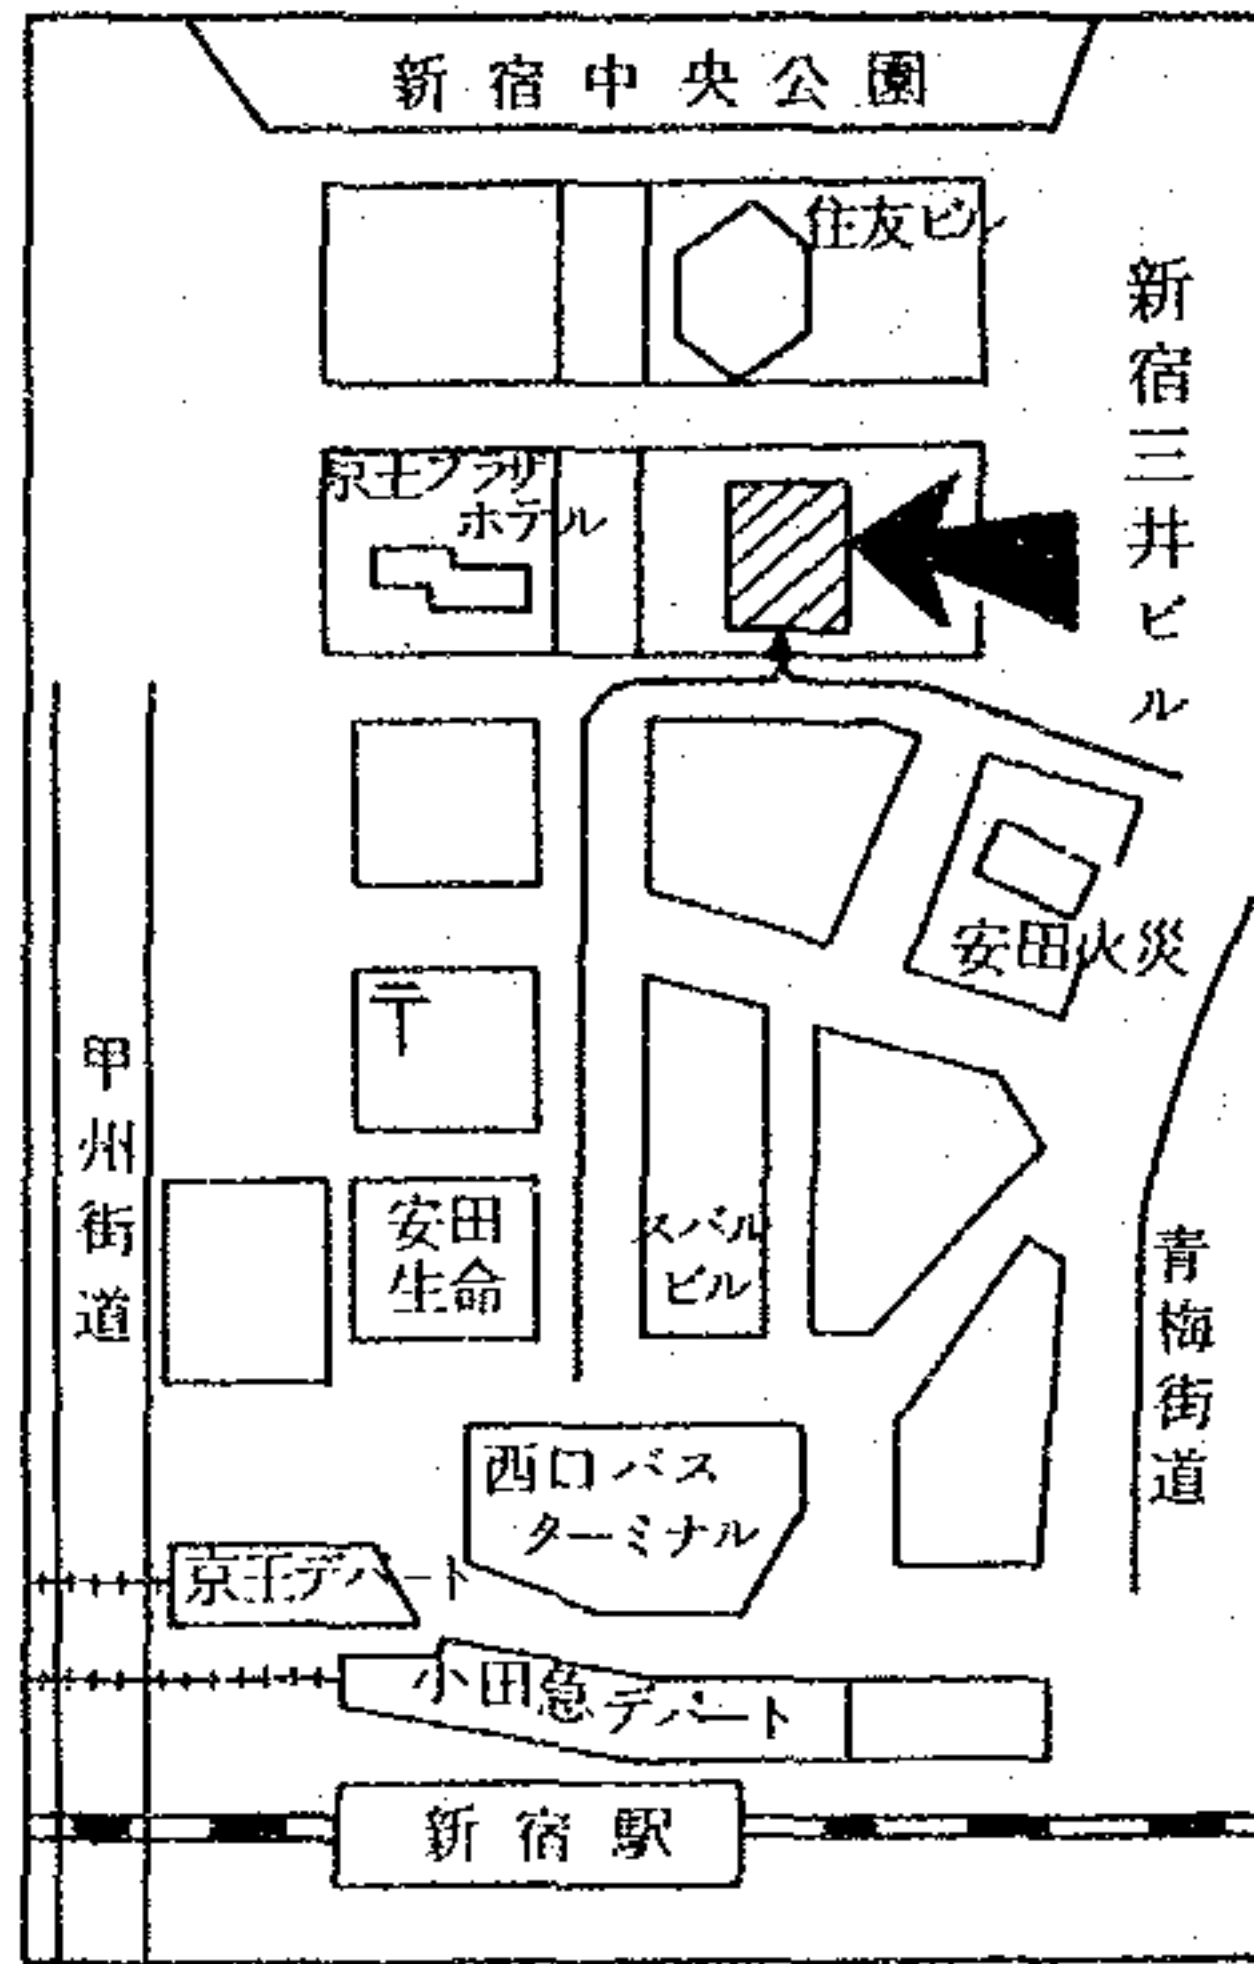 新宿中央公園
住友ビル
新宿三井ビル
京王プラザ
ホテル
安田火災
〒
甲州街道
安田
生命
スバル
ビル
青梅街道
西口バス
ターミナル
京王デパート
小田急デパート
新宿駅